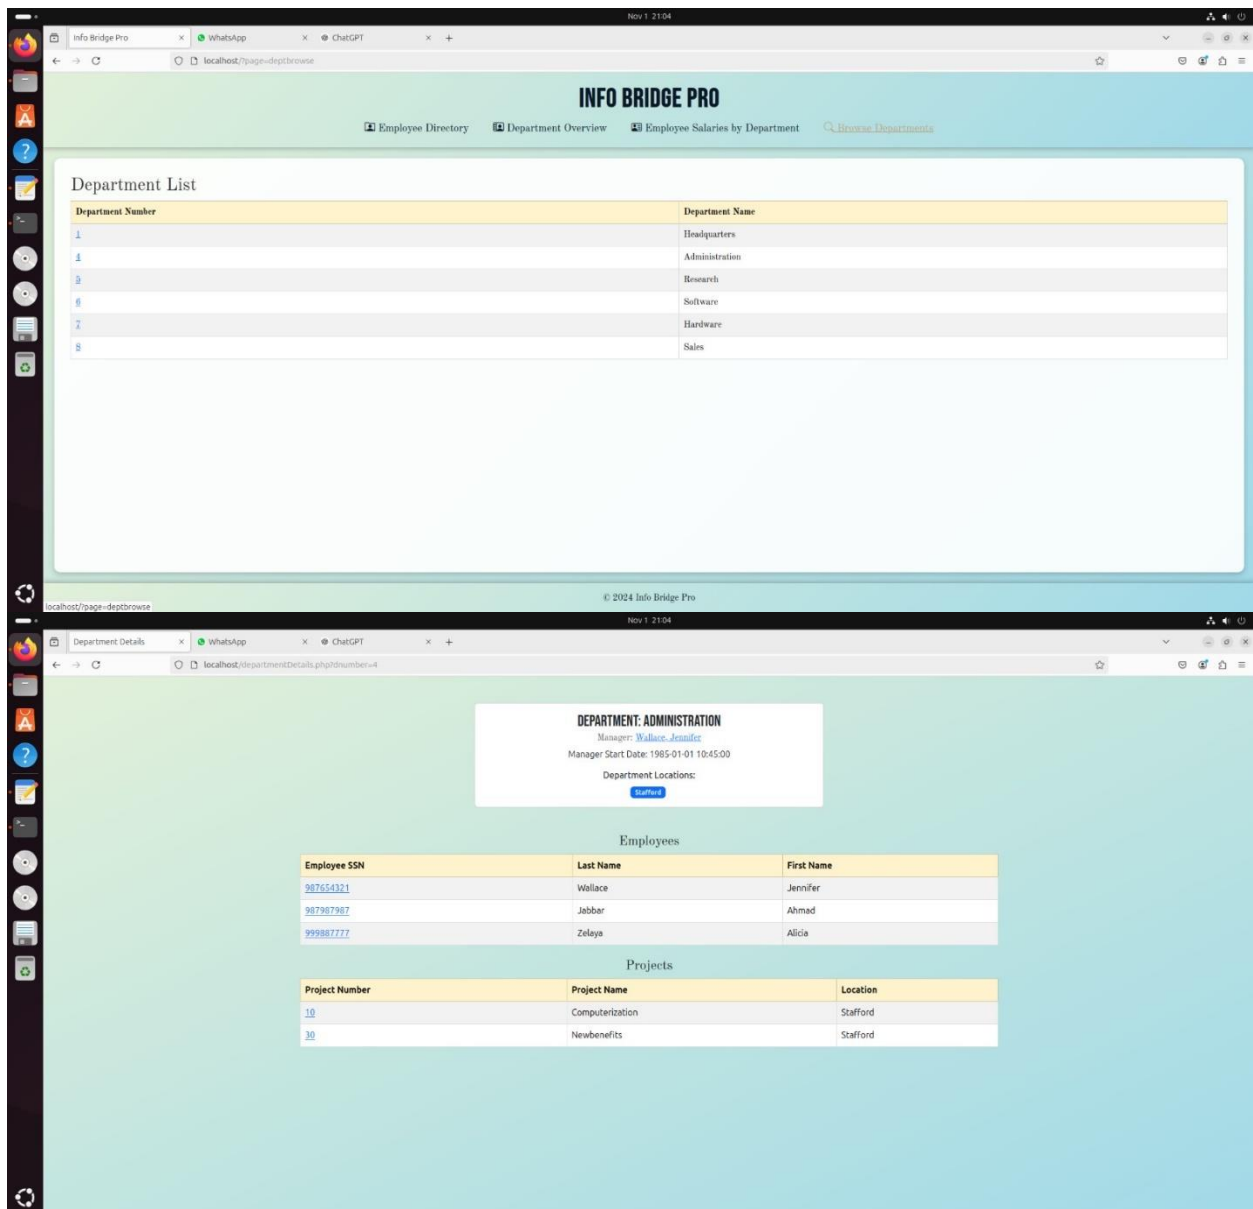 Nov 1 21:04
Info Bridge Pro WhatsApp ChatGPT
localhost/?page=deptbrowse
INFO BRIDGE PRO
Employee Directory Department Overview Employee Salaries by Department Browse Departments
Department List
Department Number Department Name
1 Headquarters
4 Administration
5 Research
6 Software
7 Hardware
8 Sales
© 2024 Info Bridge Pro
localhost/?page=deptbrowse
Nov 1 21:04
Department Details WhatsApp ChatGPT
localhost/departmentDetails.php?dnumber=4
DEPARTMENT: ADMINISTRATION
Manager: Wallace, Jennifer
Manager Start Date: 1985-01-01 10:45:00
Department Locations:
Stafford
Employees
Employee SSN Last Name First Name
987654321 Wallace Jennifer
987987987 Jabbar Ahmad
999887777 Zelaya Alicia
Projects
Project Number Project Name Location
10 Computerization Stafford
30 Newbenefits Stafford